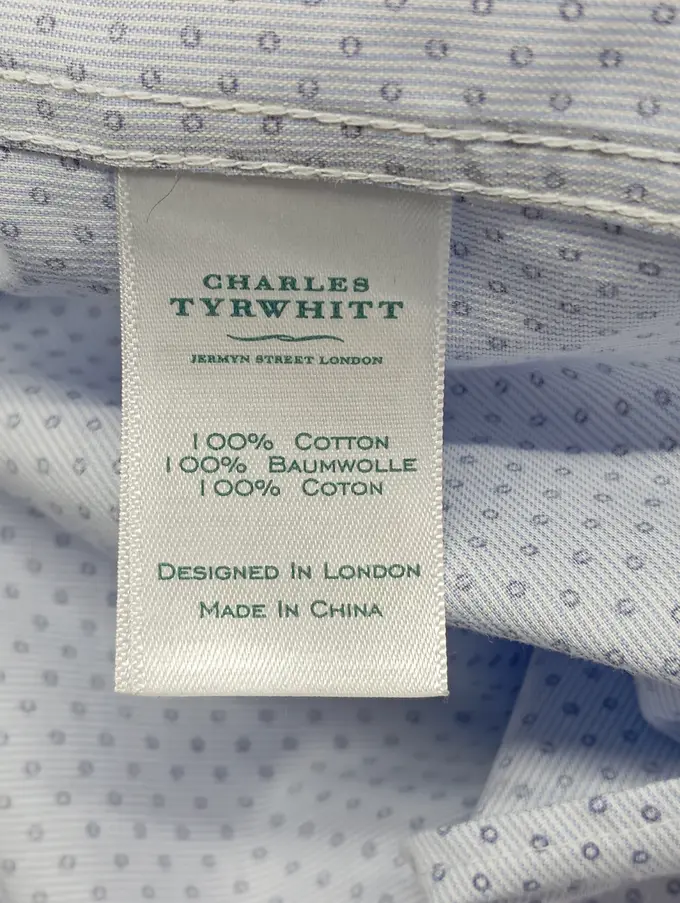 CHARLES
TYRWHITT
JERMYN STREET LONDON
100% COTTON
100% BAUMWOLLE
100% COTON
DESIGNED IN LONDON
MADE IN CHINA